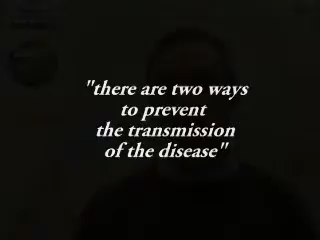 "there are two ways
to prevent
the transmission
of the disease"